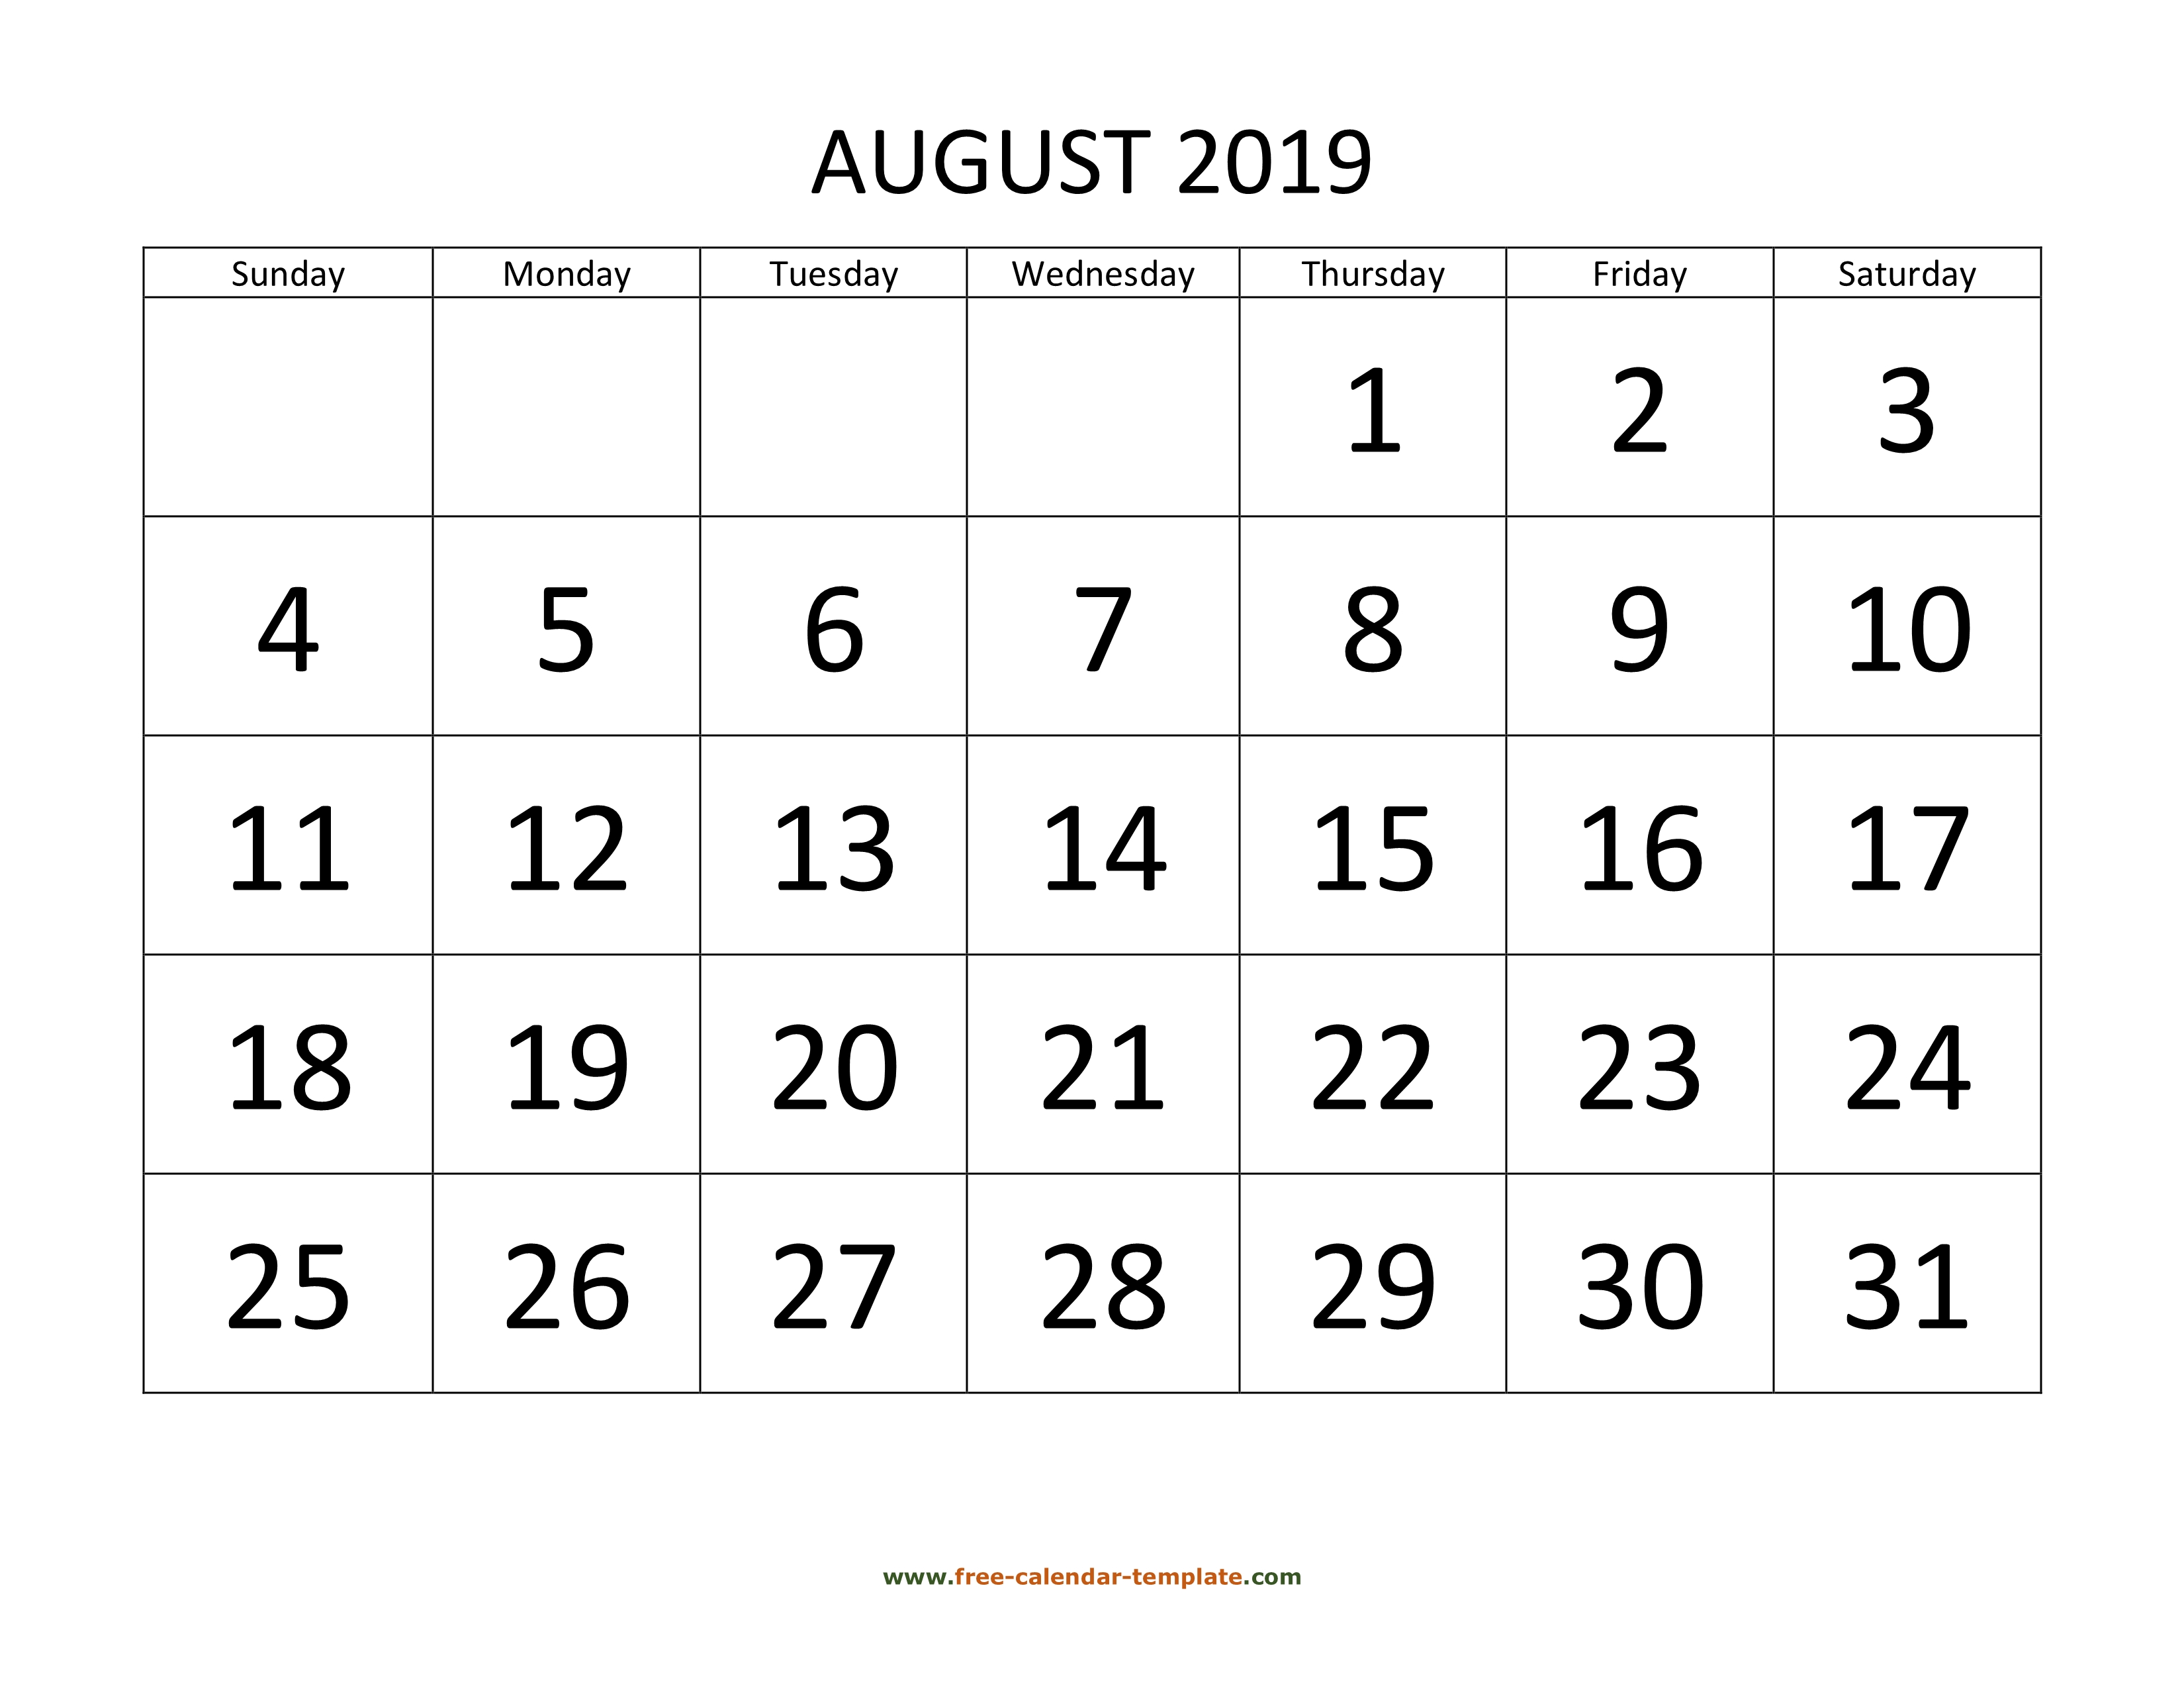 AUGUST 2019
Sunday Monday Tuesday Wednesday Thursday Friday Saturday
1 2 3
4 5 6 7 8 9 10
11 12 13 14 15 16 17
18 19 20 21 22 23 24
25 26 27 28 29 30 31
www.free-calendar-template.com